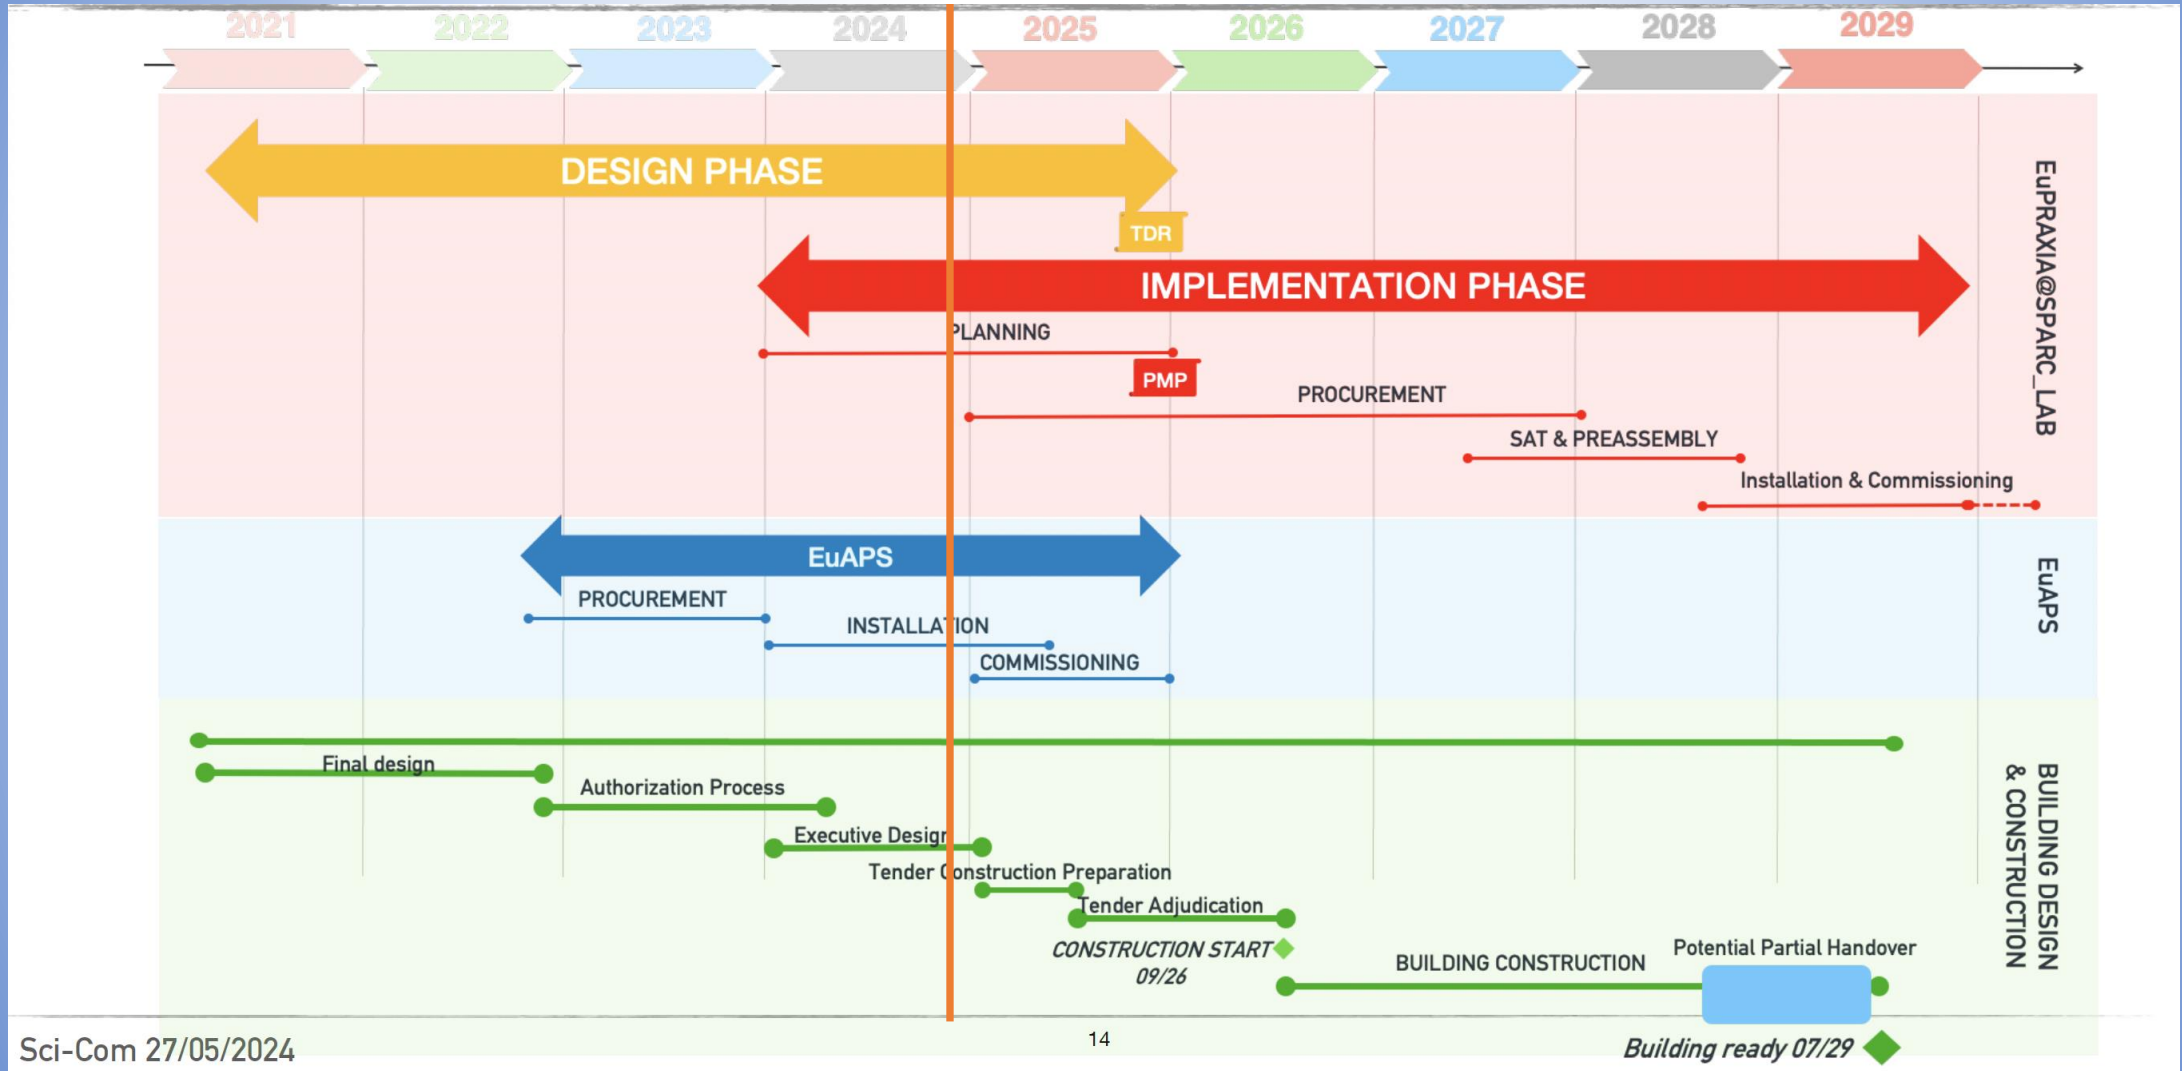 2021 2022 2023 2024 2025 2026 2027 2028 2029
DESIGN PHASE
TDR
IMPLEMENTATION PHASE
PLANNING
PMP
PROCUREMENT
SAT & PREASSEMBLY
Installation & Commissioning
EuPRAXIA@SPARC_LAB
EuAPS
PROCUREMENT
INSTALLATION
COMMISSIONING
EuAPS
Final design
Authorization Process
Executive Design
Tender Construction Preparation
Tender Adjudication
CONSTRUCTION START
09/26
BUILDING CONSTRUCTION
Potential Partial Handover
Building ready 07/29
BUILDING DESIGN
& CONSTRUCTION
Sci-Com 27/05/2024
14